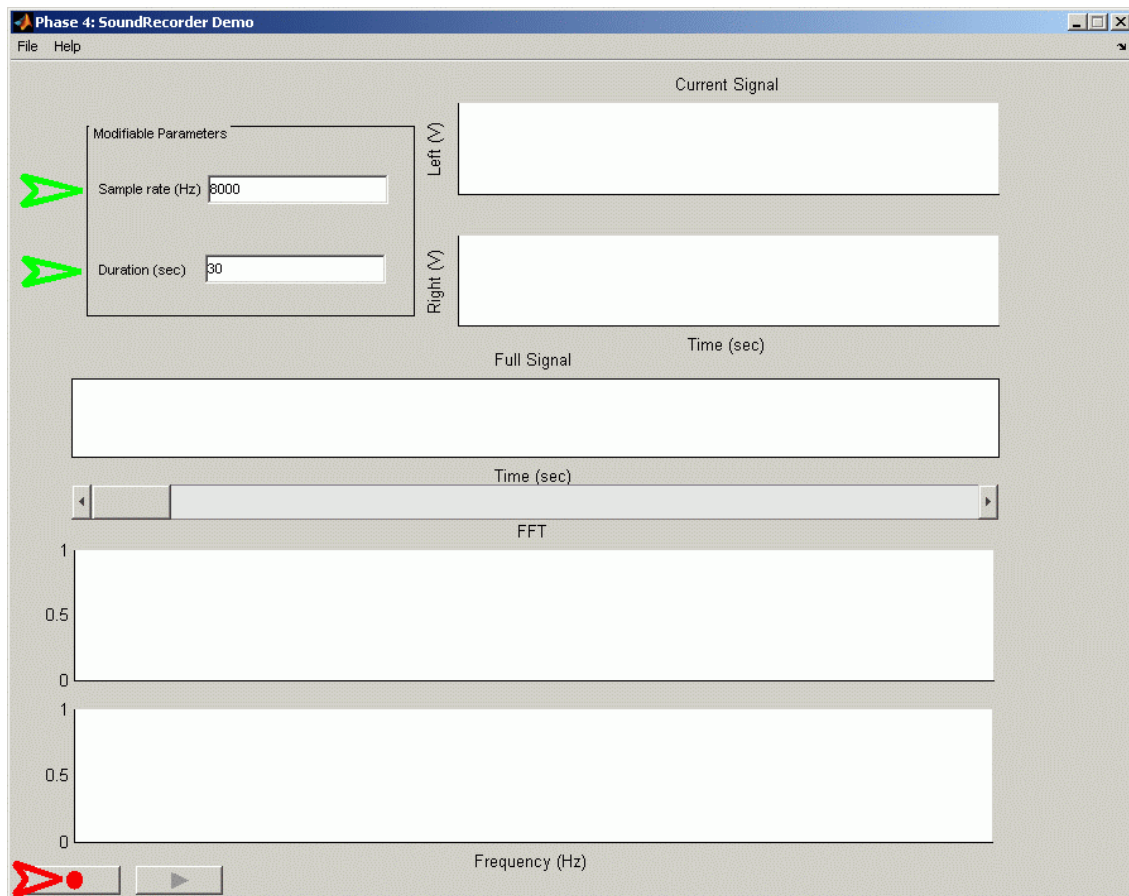 Phase 4: SoundRecorder Demo
File Help
Current Signal
Modifiable Parameters
Left (V)
Sample rate (Hz) 8000
Duration (sec) 30
Right (V)
Time (sec)
Full Signal
Time (sec)
FFT
1
0.5
0
1
0.5
0
Frequency (Hz)